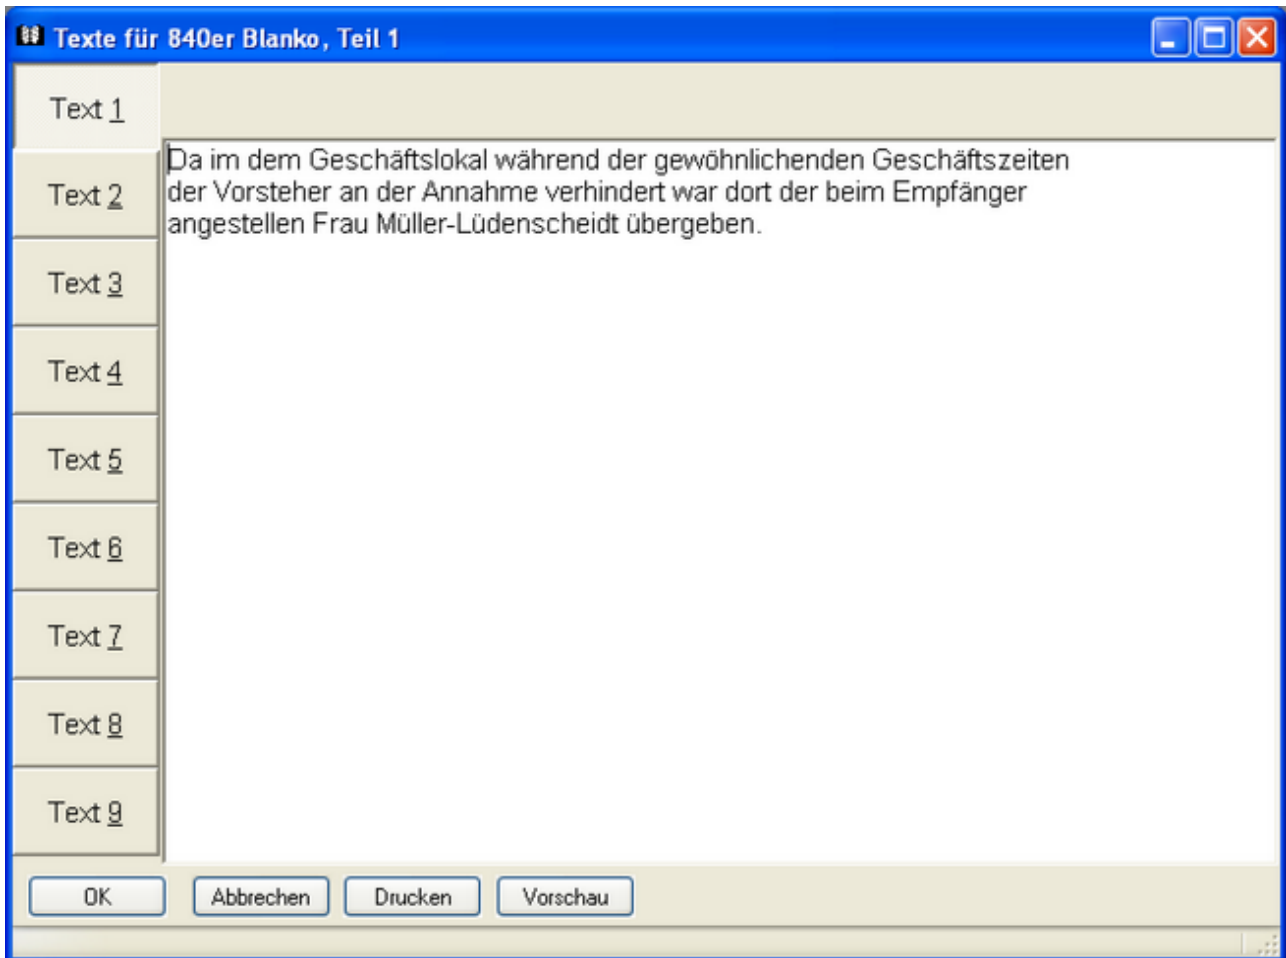 Texte für 840er Blanko, Teil 1
Text 1
Da im dem Geschäftslokal während der gewöhnlichenden Geschäftszeiten
der Vorsteher an der Annahme verhindert war dort der beim Empfänger
angestellen Frau Müller-Lüdenscheidt übergeben.
Text 2
Text 3
Text 4
Text 5
Text 6
Text 7
Text 8
Text 9
OK Abbrechen Drucken Vorschau